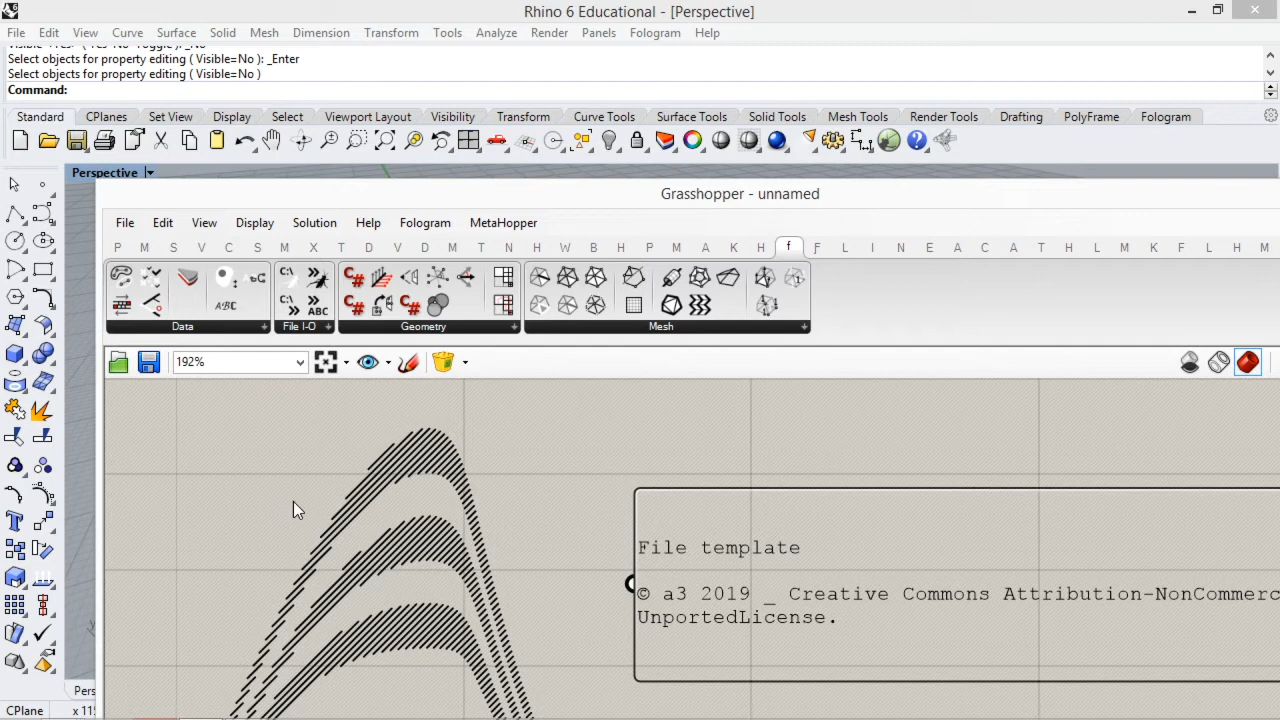 Rhino 6 Educational - [Perspective]
File Edit View Curve Surface Solid Mesh Dimension Transform Tools Analyze Render Panels Fologram Help
Select objects for property editing ( Visible=No ): _Enter
Select objects for property editing ( Visible=No )
Command:
Standard CPlanes Set View Display Select Viewport Layout Visibility Transform Curve Tools Surface Tools Solid Tools Mesh Tools Render Tools Drafting PolyFrame Fologram
Perspective
Grasshopper - unnamed
File Edit View Display Solution Help Fologram MetaHopper
P M S V C S M X T D V D M T N H W B H P M A K H f F L I N E A C A T H L M K F H M
C:\ ABC C# C:\ ABC C# C#
Data File I-O Geometry Mesh
192%
File template
© a3 2019 _ Creative Commons Attribution-NonCommerc
UnportedLicense.
Pers
CPlane x 115